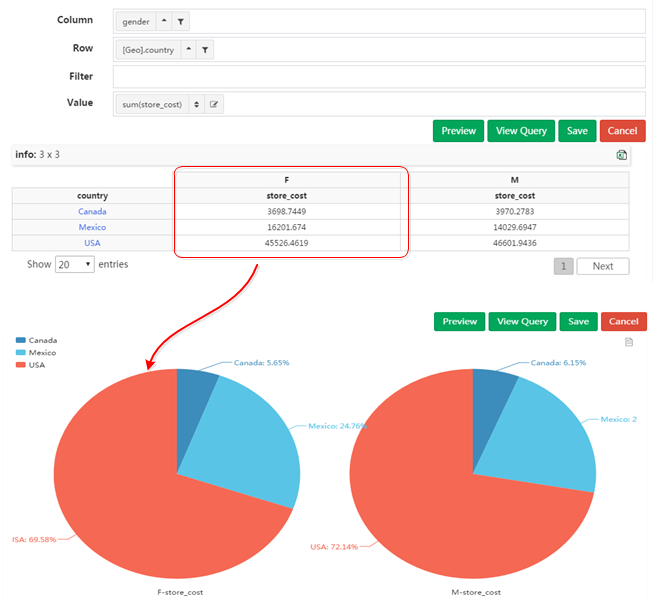 Column gender
Row [Geo].country
Filter
Value sum(store_cost)
Preview View Query Save Cancel
info: 3 x 3
F M
country store_cost store_cost
Canada 3698.7449 3970.2783
Mexico 16201.674 14029.6947
USA 45526.4619 46601.9436
Show 20 entries 1 Next
Preview View Query Save Cancel
Canada
Mexico
USA
Canada: 5.65% Canada: 6.15%
Mexico: 24.76% Mexico: 2
ISA: 69.58% USA: 72.14%
F-store_cost M-store_cost